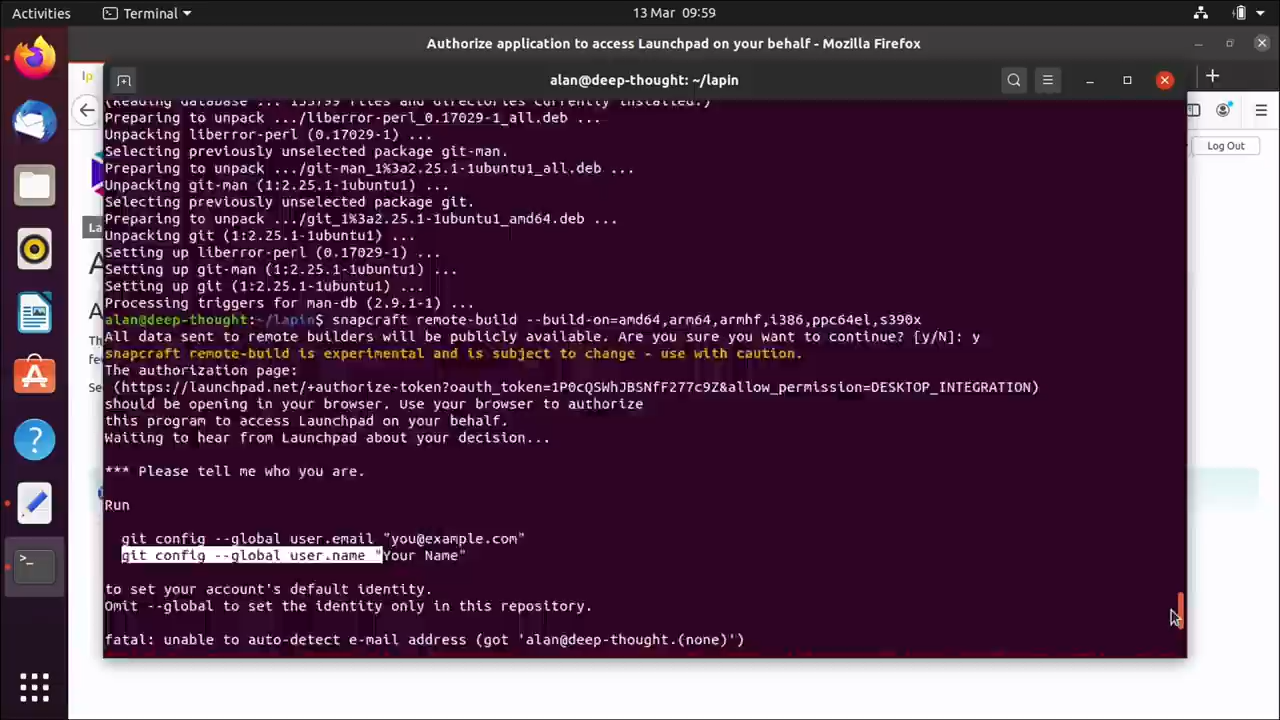 Activities
Terminal
13 Mar 09:59
Authorize application to access Launchpad on your behalf - Mozilla Firefox
lp
alan@deep-thought: ~/lapin
Log Out
La
(Reading database ... 155799 files and directories currently installed.)
Preparing to unpack .../liberror-perl_0.17029-1_all.deb ...
Unpacking liberror-perl (0.17029-1) ...
Selecting previously unselected package git-man.
Preparing to unpack .../git-man_1%3a2.25.1-1ubuntu1_all.deb ...
Unpacking git-man (1:2.25.1-1ubuntu1) ...
Selecting previously unselected package git.
Preparing to unpack .../git_1%3a2.25.1-1ubuntu1_amd64.deb ...
Unpacking git (1:2.25.1-1ubuntu1) ...
Setting up liberror-perl (0.17029-1) ...
Setting up git-man (1:2.25.1-1ubuntu1) ...
Setting up git (1:2.25.1-1ubuntu1) ...
Processing triggers for man-db (2.9.1-1) ...
alan@deep-thought:~/lapin$ snapcraft remote-build --build-on=amd64,arm64,armhf,i386,ppc64el,s390x
All data sent to remote builders will be publicly available. Are you sure you want to continue? [y/N]: y
snapcraft remote-build is experimental and is subject to change - use with caution.
The authorization page:
(https://launchpad.net/+authorize-token?oauth_token=1P0cQSWhJBSNfF277c9Z&allow_permission=DESKTOP_INTEGRATION)
should be opening in your browser. Use your browser to authorize
this program to access Launchpad on your behalf.
Waiting to hear from Launchpad about your decision...
*** Please tell me who you are.
Run
git config --global user.email "you@example.com"
git config --global user.name "Your Name"
to set your account's default identity.
Omit --global to set the identity only in this repository.
fatal: unable to auto-detect e-mail address (got 'alan@deep-thought.(none)')